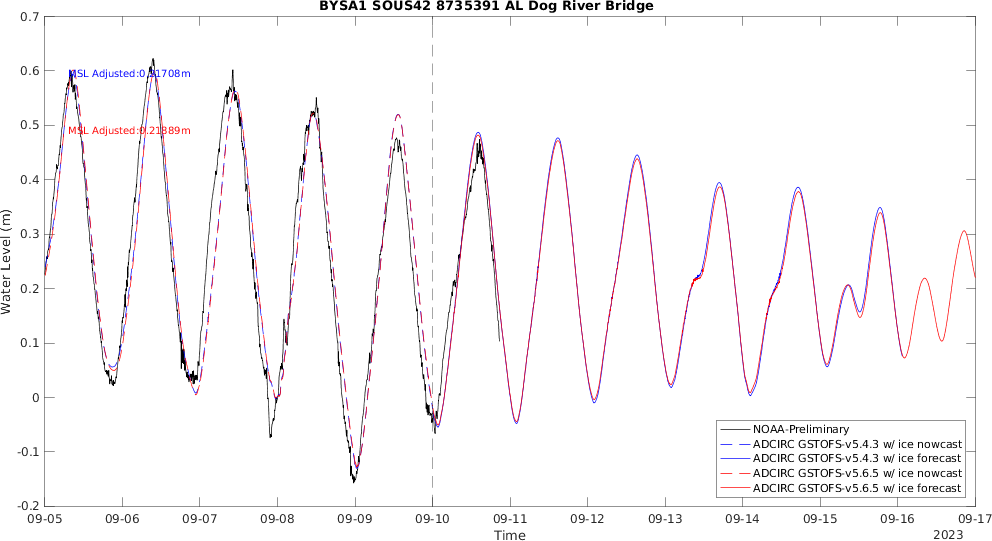 BYSA1 SOUS42 8735391 AL Dog River Bridge
0.7
0.6
0.5
0.4
0.3
0.2
0.1
0
-0.1
-0.2
Water Level (m)
MSL Adjusted:0.21708m
MSL Adjusted:0.21389m
NOAA-Preliminary
ADCIRC GSTOFS-v5.4.3 w/ ice nowcast
ADCIRC GSTOFS-v5.4.3 w/ ice forecast
ADCIRC GSTOFS-v5.6.5 w/ ice nowcast
ADCIRC GSTOFS-v5.6.5 w/ ice forecast
09-05 09-06 09-07 09-08 09-09 09-10 09-11 09-12 09-13 09-14 09-15 09-16 09-17
Time
2023